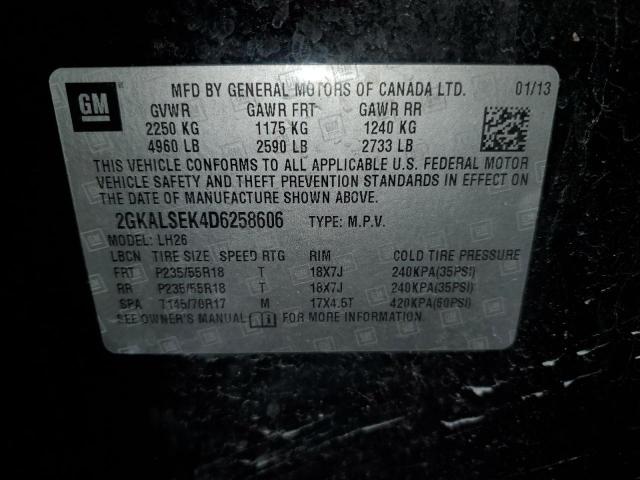 GM
MFD BY GENERAL MOTORS OF CANADA LTD. 01/13
GVWR GAWR FRT GAWR RR
2250 KG 1175 KG 1240 KG
4960 LB 2590 LB 2733 LB
THIS VEHICLE CONFORMS TO ALL APPLICABLE U.S. FEDERAL MOTOR
VEHICLE SAFETY AND THEFT PREVENTION STANDARDS IN EFFECT ON
THE DATE OF MANUFACTURE SHOWN ABOVE.
2GKALSEK4D6258606 TYPE: M.P.V.
MODEL: LH26
LBCN TIRE SIZE SPEED RTG RIM COLD TIRE PRESSURE
FRT P235/55R18 T 18X7J 240KPA(35PSI)
RR P235/55R18 T 18X7J 240KPA(35PSI)
SPA T145/70R17 M 17X4.5T 420KPA(60PSI)
SEE OWNER'S MANUAL FOR MORE INFORMATION.